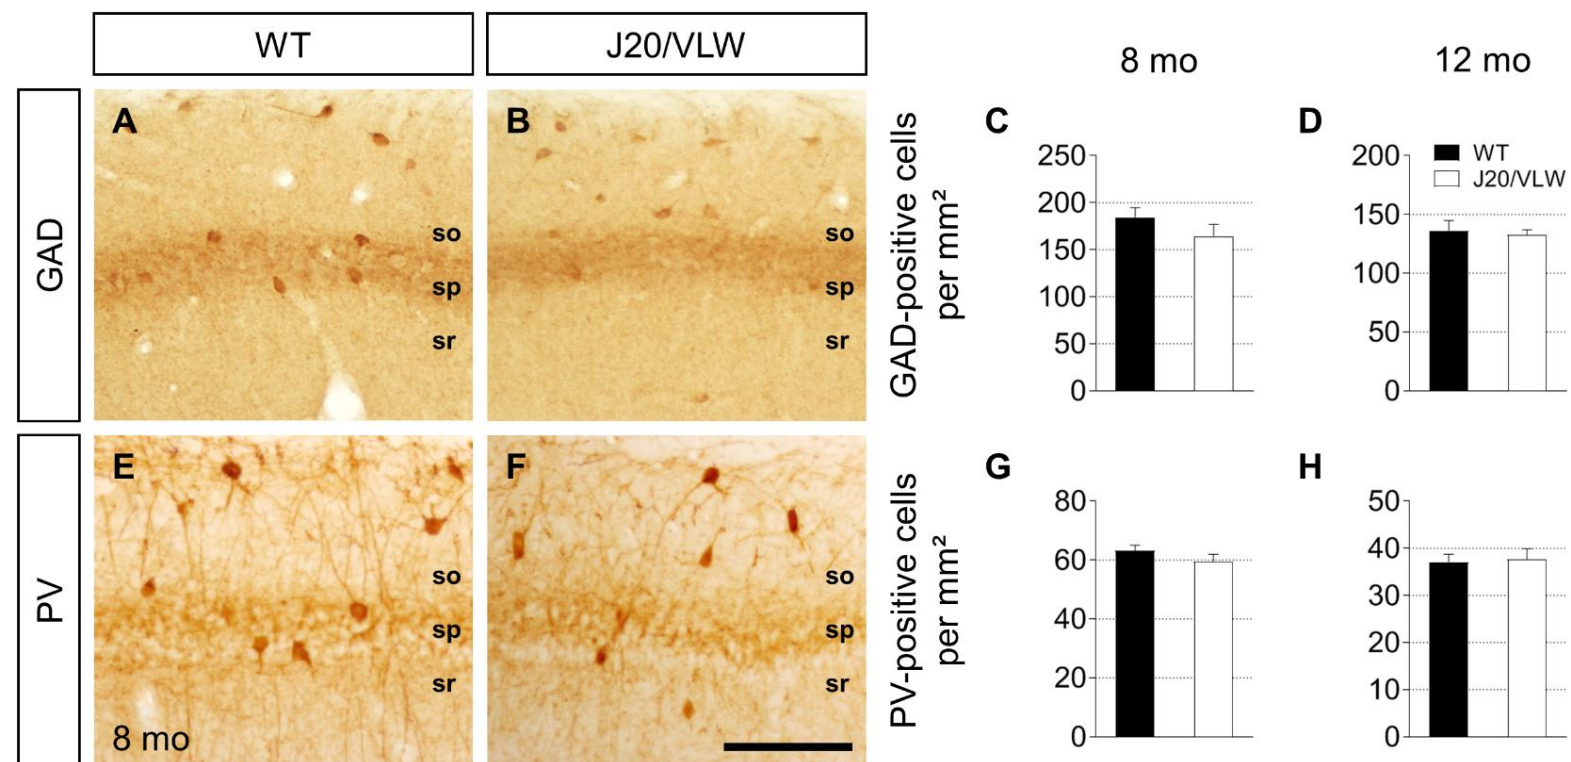 WT
J20/VLW
8 mo
12 mo
GAD
A
so
sp
sr
B
so
sp
sr
GAD-positive cells
per mm²
C
250
200
150
100
50
0
D
200
150
100
50
0
WT
J20/VLW
PV
E
so
sp
sr
8 mo
F
so
sp
sr
PV-positive cells
per mm²
G
80
60
40
20
0
H
50
40
30
20
10
0